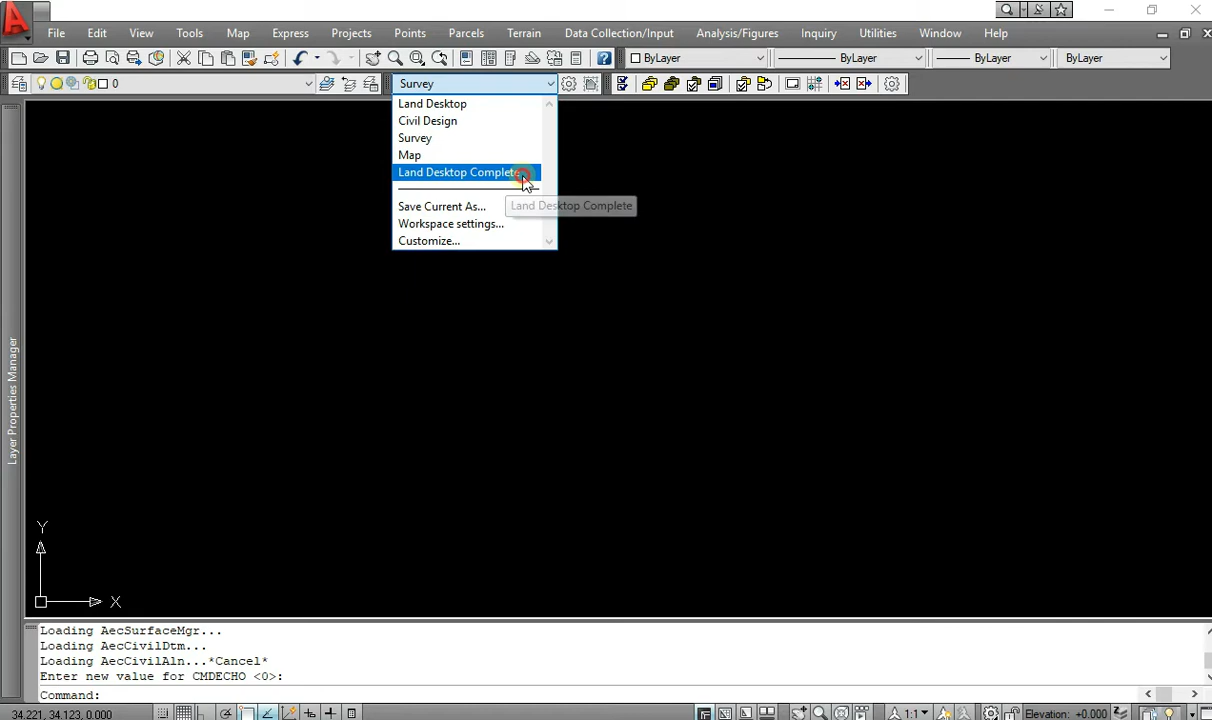 File Edit View Tools Map Express Projects Points Parcels Terrain Data Collection/Input Analysis/Figures Inquiry Utilities Window Help
ByLayer ByLayer ByLayer ByLayer
0 Survey
Land Desktop
Civil Design
Survey
Map
Land Desktop Complete
Save Current As...
Land Desktop Complete
Workspace settings...
Customize...
Layer Properties Manager
Y
X
Loading AecSurfaceMgr...
Loading AecCivilDtm...
Loading AecCivilAln...*Cancel*
Enter new value for CMDECHO <0>:
Command:
34.221, 34.123, 0.000 1:1 Elevation: +0.000